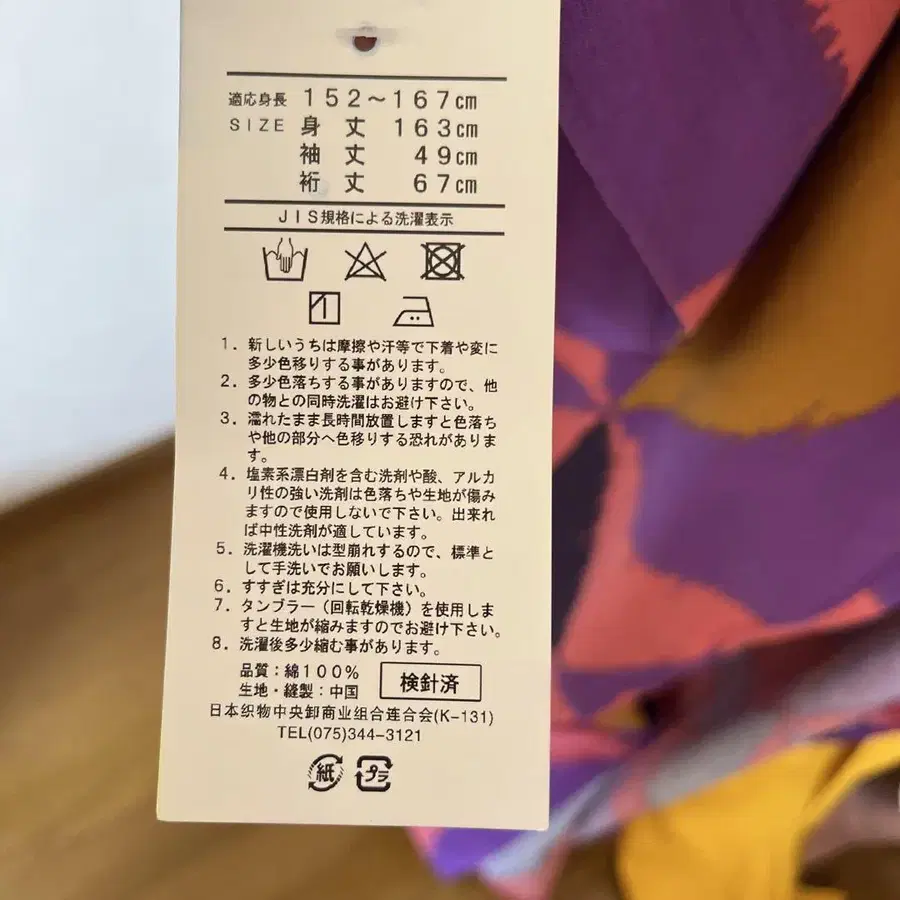 適応身長 152～167cm
SIZE 身丈 163cm
袖丈 49cm
裄丈 67cm
JIS規格による洗濯表示
1. 新しいうちは摩擦や汗等で下着や変に
多少色移りする事があります。
2. 多少色落ちする事がありますので、他
の物との同時洗濯はお避け下さい。
3. 濡れたまま長時間放置しますと色落ち
や他の部分へ色移りする恐れがありま
す。
4. 塩素系漂白剤を含む洗剤や酸、アルカ
リ性の強い洗剤は色落ちや生地が傷み
ますので使用しないで下さい。出来れ
ば中性洗剤が適しています。
5. 洗濯機洗いは型崩れするので、標準と
して手洗いでお願いします。
6. すすぎは充分にして下さい。
7. タンブラー（回転乾燥機）を使用しま
すと生地が縮みますのでお避け下さい。
8. 洗濯後多少縮む事があります。
品質：綿100％
生地・縫製：中国
検針済
日本织物中央卸商业组合连合会(K-131)
TEL(075)344-3121
紙 プラ